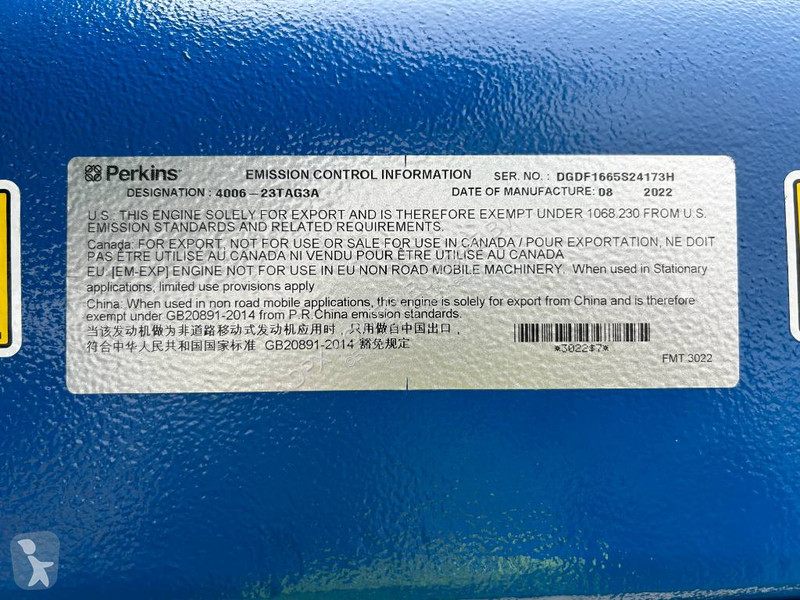 Perkins EMISSION CONTROL INFORMATION SER. NO. : DGDF1665S24173H
DESIGNATION : 4006-23TAG3A DATE OF MANUFACTURE: 08 2022
U.S.: THIS ENGINE SOLELY FOR EXPORT AND IS THEREFORE EXEMPT UNDER 1068.230 FROM U.S.
EMISSION STANDARDS AND RELATED REQUIREMENTS.
Canada: FOR EXPORT, NOT FOR USE OR SALE FOR USE IN CANADA / POUR EXPORTATION, NE DOIT
PAS ÊTRE UTILISE AU CANADA NI VENDU POUR ÊTRE UTILISE AU CANADA
EU: [EM-EXP] ENGINE NOT FOR USE IN EU NON ROAD MOBILE MACHINERY. When used in Stationary
applications, limited use provisions apply
China: When used in non road mobile applications, this engine is solely for export from China and is therefore
exempt under GB20891-2014 from P.R.China emission standards.
当该发动机做为非道路移动式发动机应用时，只用做自中国出口，
符合中华人民共和国国家标准 GB20891-2014 豁免规定
*3022$7*
FMT 3022